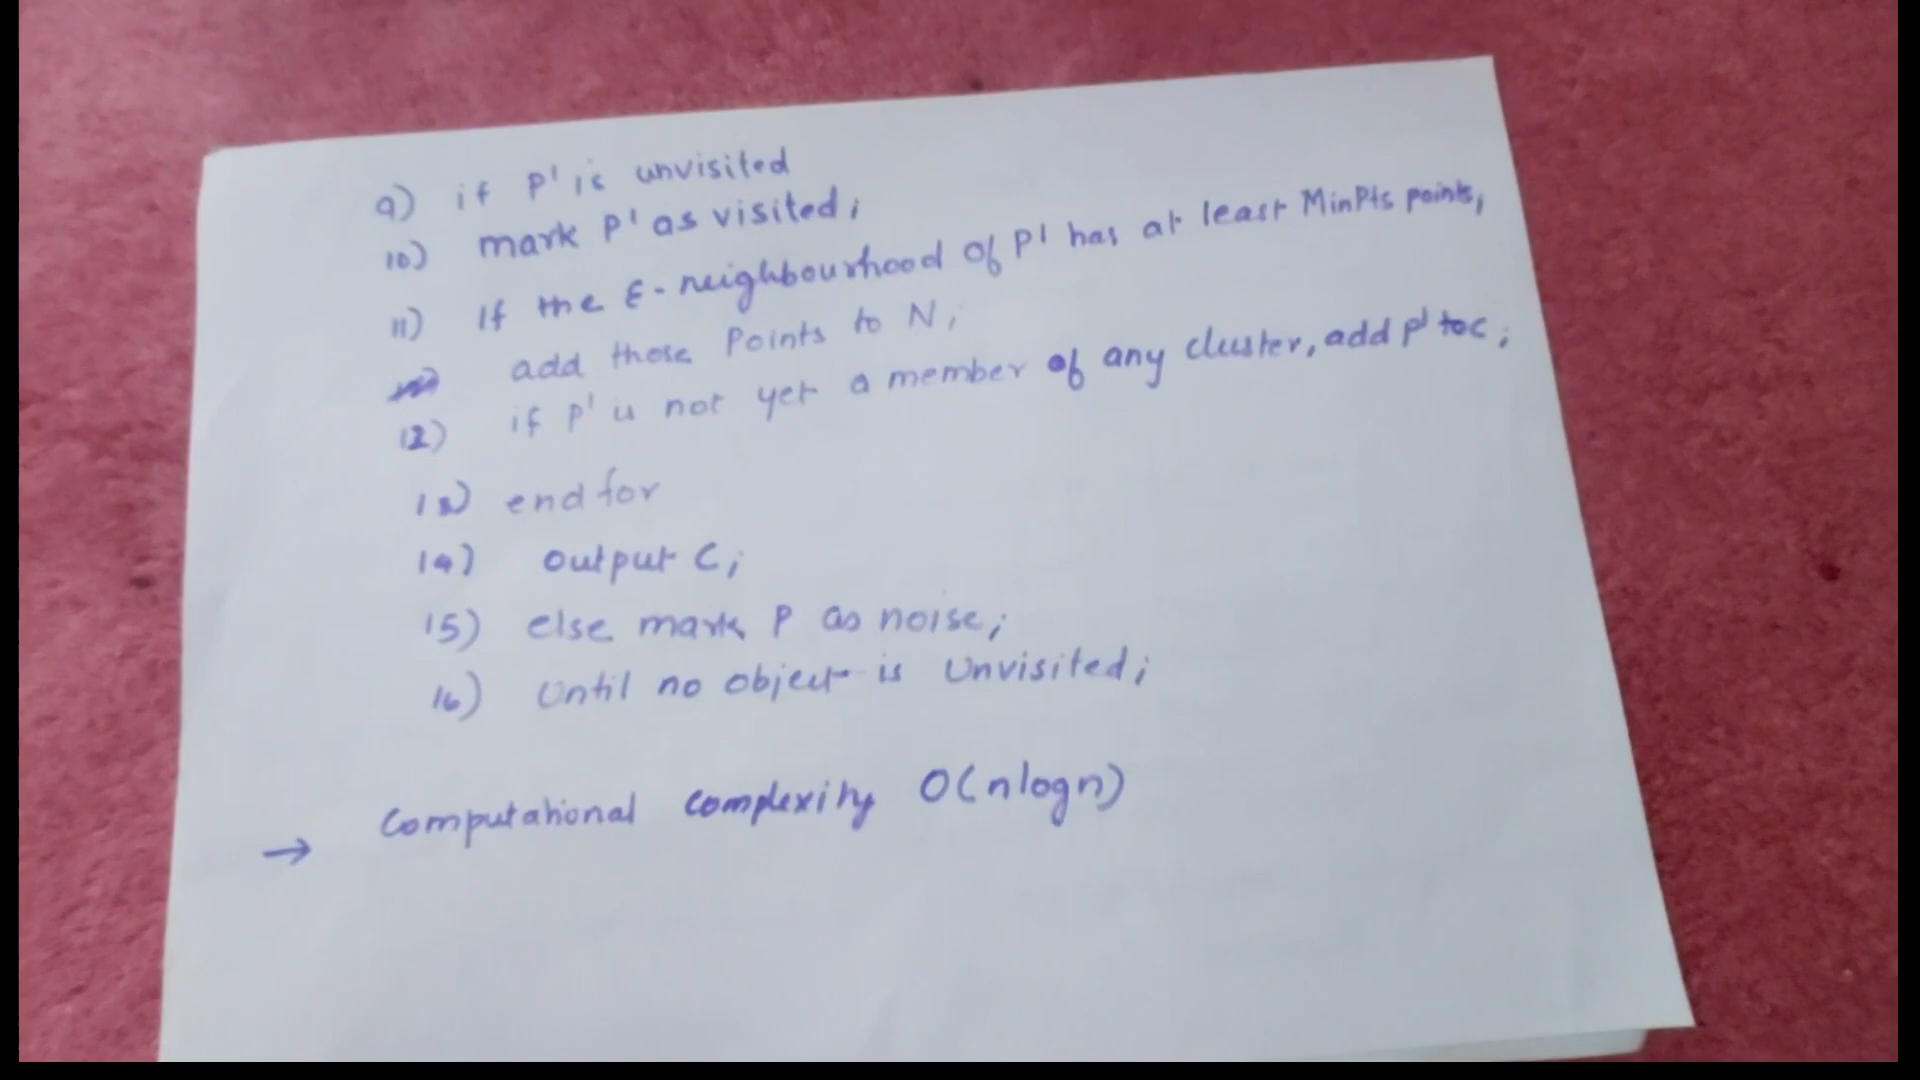 9) if p' is unvisited
10) mark p' as visited;
11) If the ε-neighbourhood of p' has at least MinPts points,
add those Points to N;
12) if p' is not yet a member of any cluster, add p' to C;
13) end for
14) output C;
15) else mark P as noise;
16) Until no object is Unvisited;
→ Computational complexity O(nlogn)